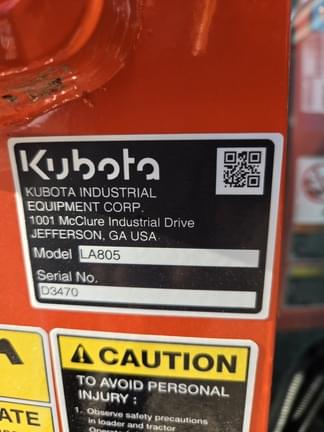 Kubota
KUBOTA INDUSTRIAL
EQUIPMENT CORP.
1001 McClure Industrial Drive
JEFFERSON, GA USA
Model LA805
Serial No.
D3470
CAUTION
TO AVOID PERSONAL
INJURY :
1. Observe safety precautions
in loader and tractor